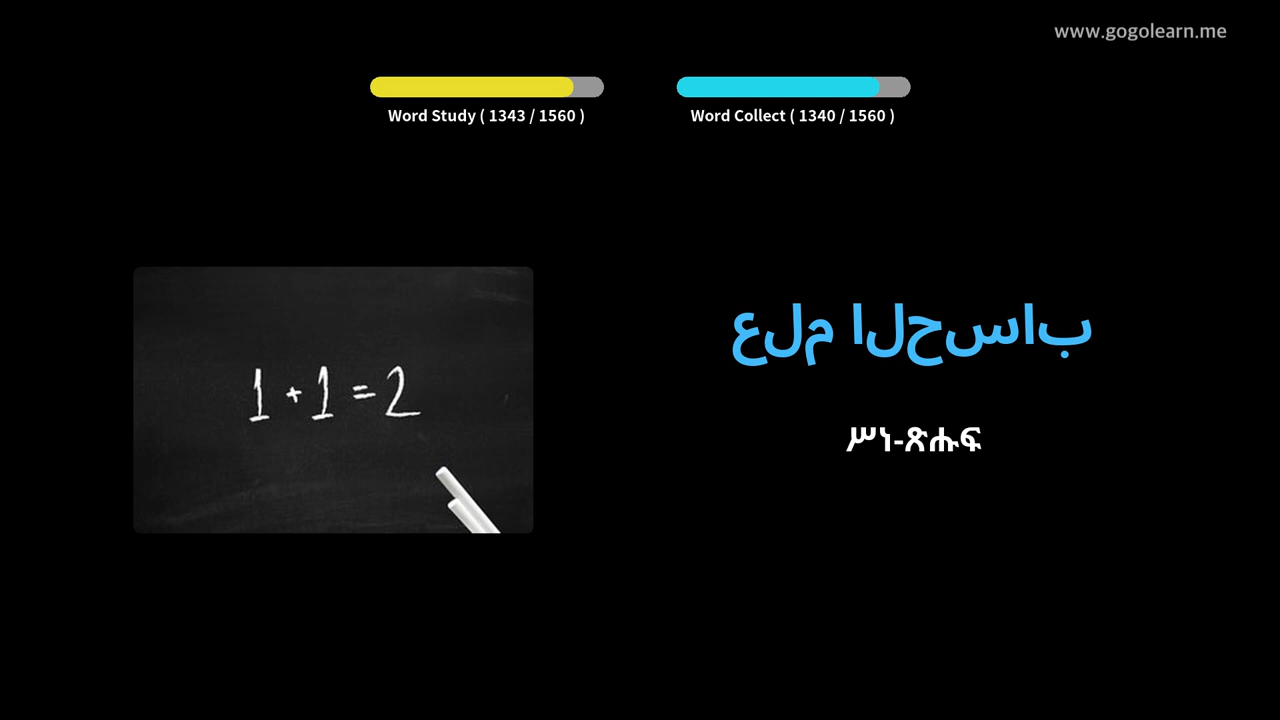 www.gogolearn.me
Word Study ( 1343 / 1560 )
Word Collect ( 1340 / 1560 )
1 + 1 = 2
علم الحساب
ሥነ-ጽሑፍ